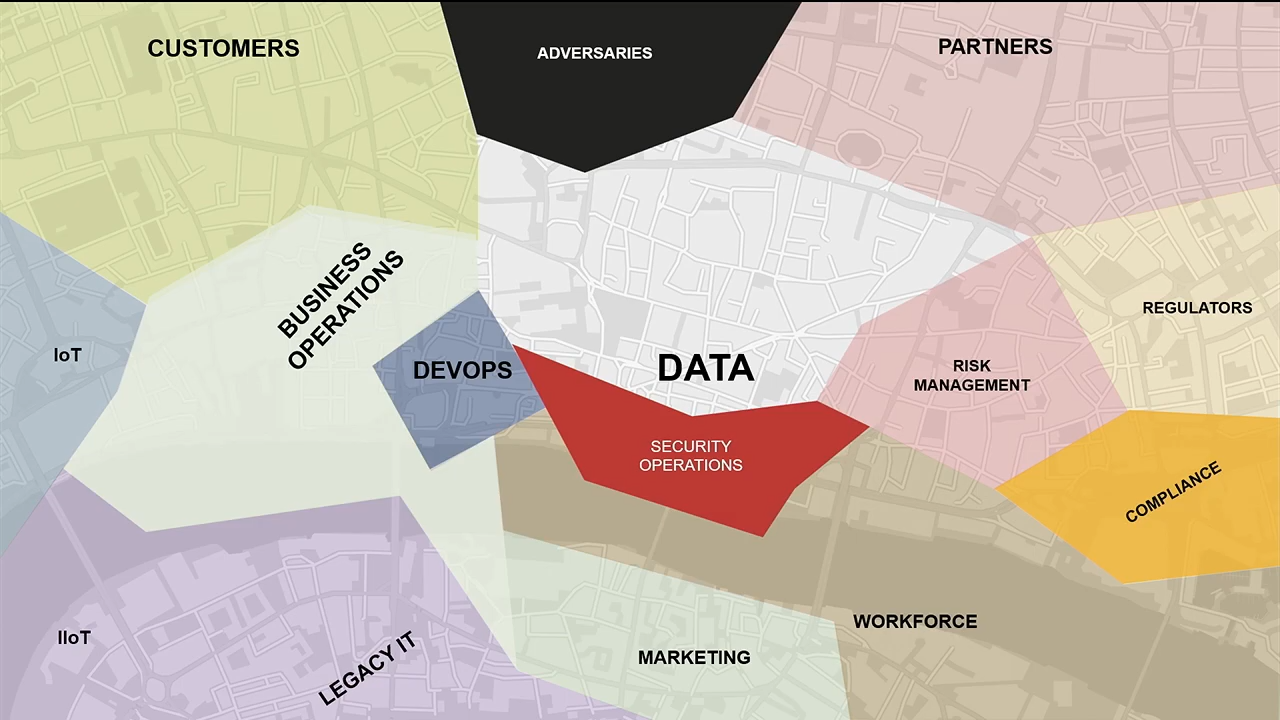 CUSTOMERS
ADVERSARIES
PARTNERS
BUSINESS
OPERATIONS
REGULATORS
IoT
DEVOPS
DATA
RISK
MANAGEMENT
SECURITY
OPERATIONS
COMPLIANCE
IIoT
LEGACY IT
MARKETING
WORKFORCE